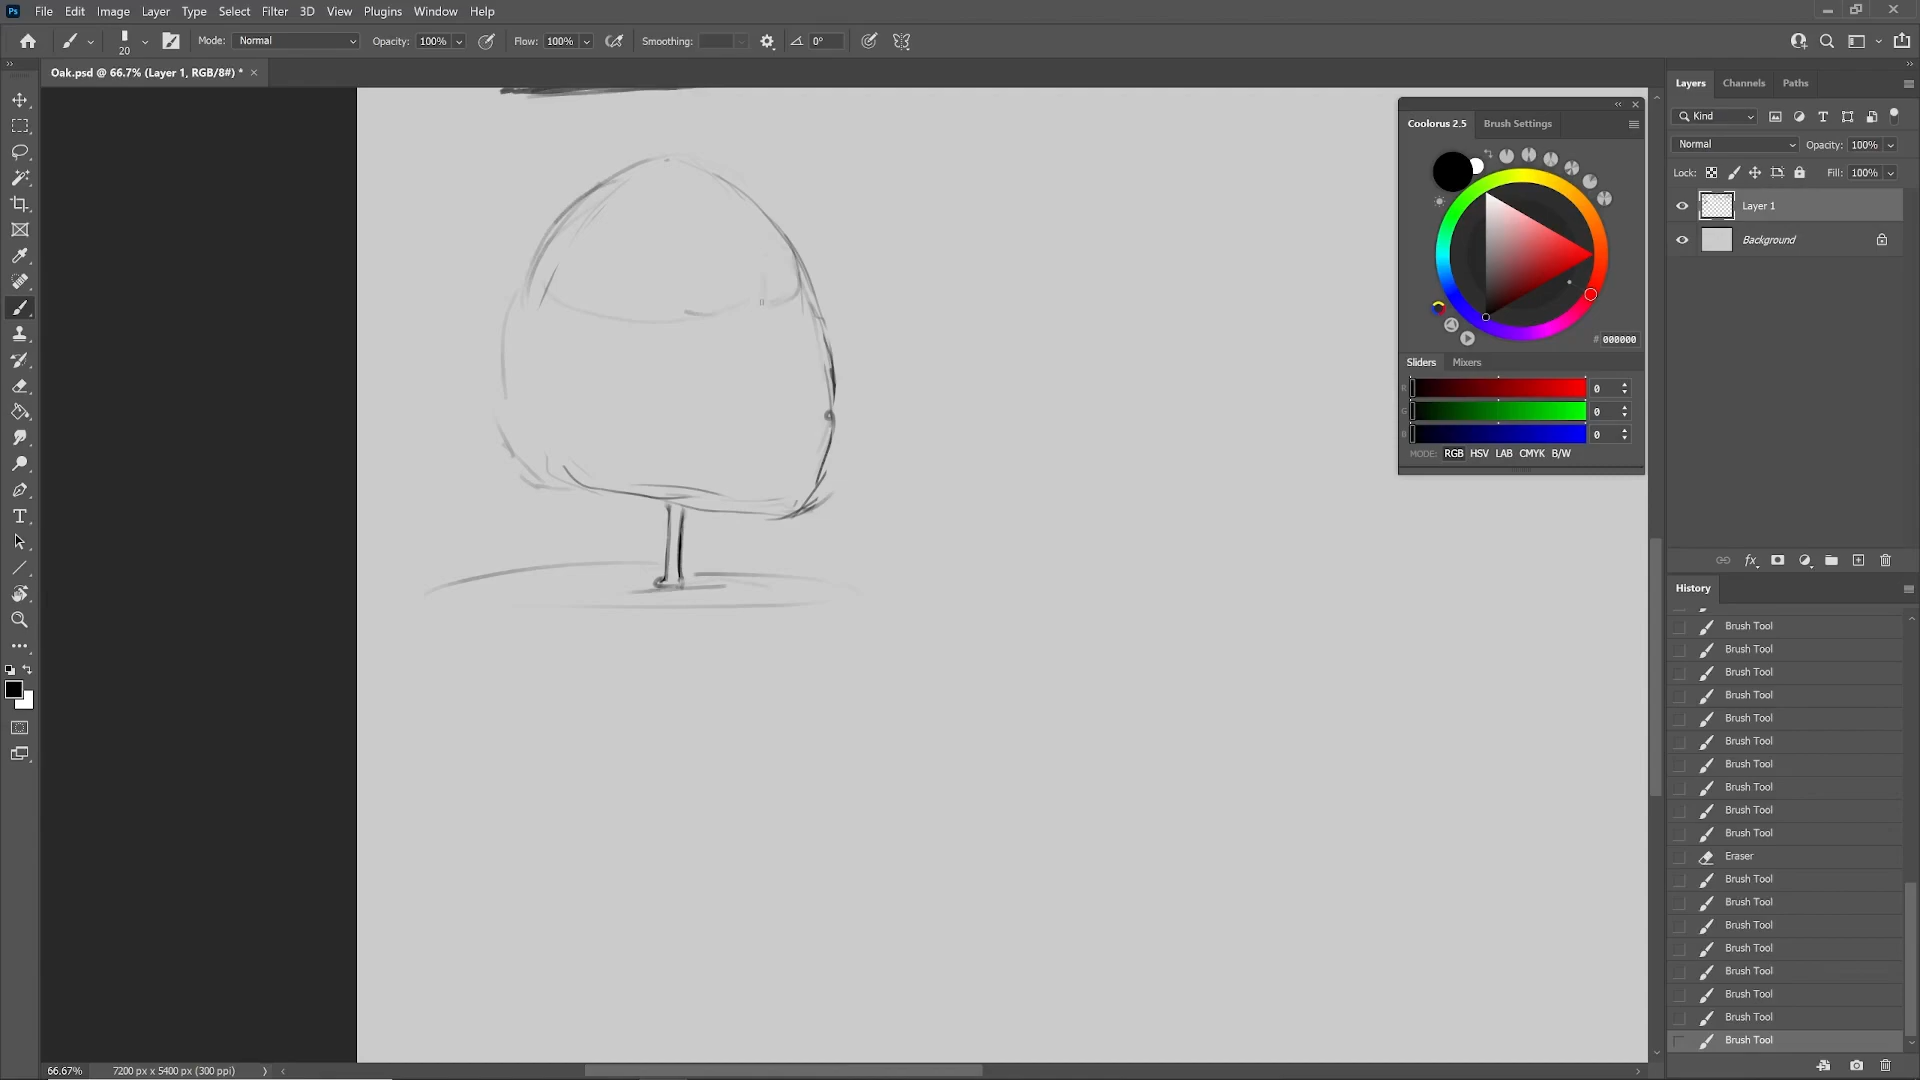 Ps File Edit Image Layer Type Select Filter 3D View Plugins Window Help
20 Mode: Normal Opacity: 100% Flow: 100% Smoothing: 0°
Oak.psd @ 66.7% (Layer 1, RGB/8#) *
Coolorus 2.5 Brush Settings
# 000000
Sliders Mixers
R 0
G 0
B 0
MODE: RGB HSV LAB CMYK B/W
Layers Channels Paths
Kind
Normal Opacity: 100%
Lock: Fill: 100%
Layer 1
Background
fx
History
Brush Tool
Brush Tool
Brush Tool
Brush Tool
Brush Tool
Brush Tool
Brush Tool
Brush Tool
Brush Tool
Brush Tool
Eraser
Brush Tool
Brush Tool
Brush Tool
Brush Tool
Brush Tool
Brush Tool
Brush Tool
Brush Tool
66.67% 7200 px x 5400 px (300 ppi)